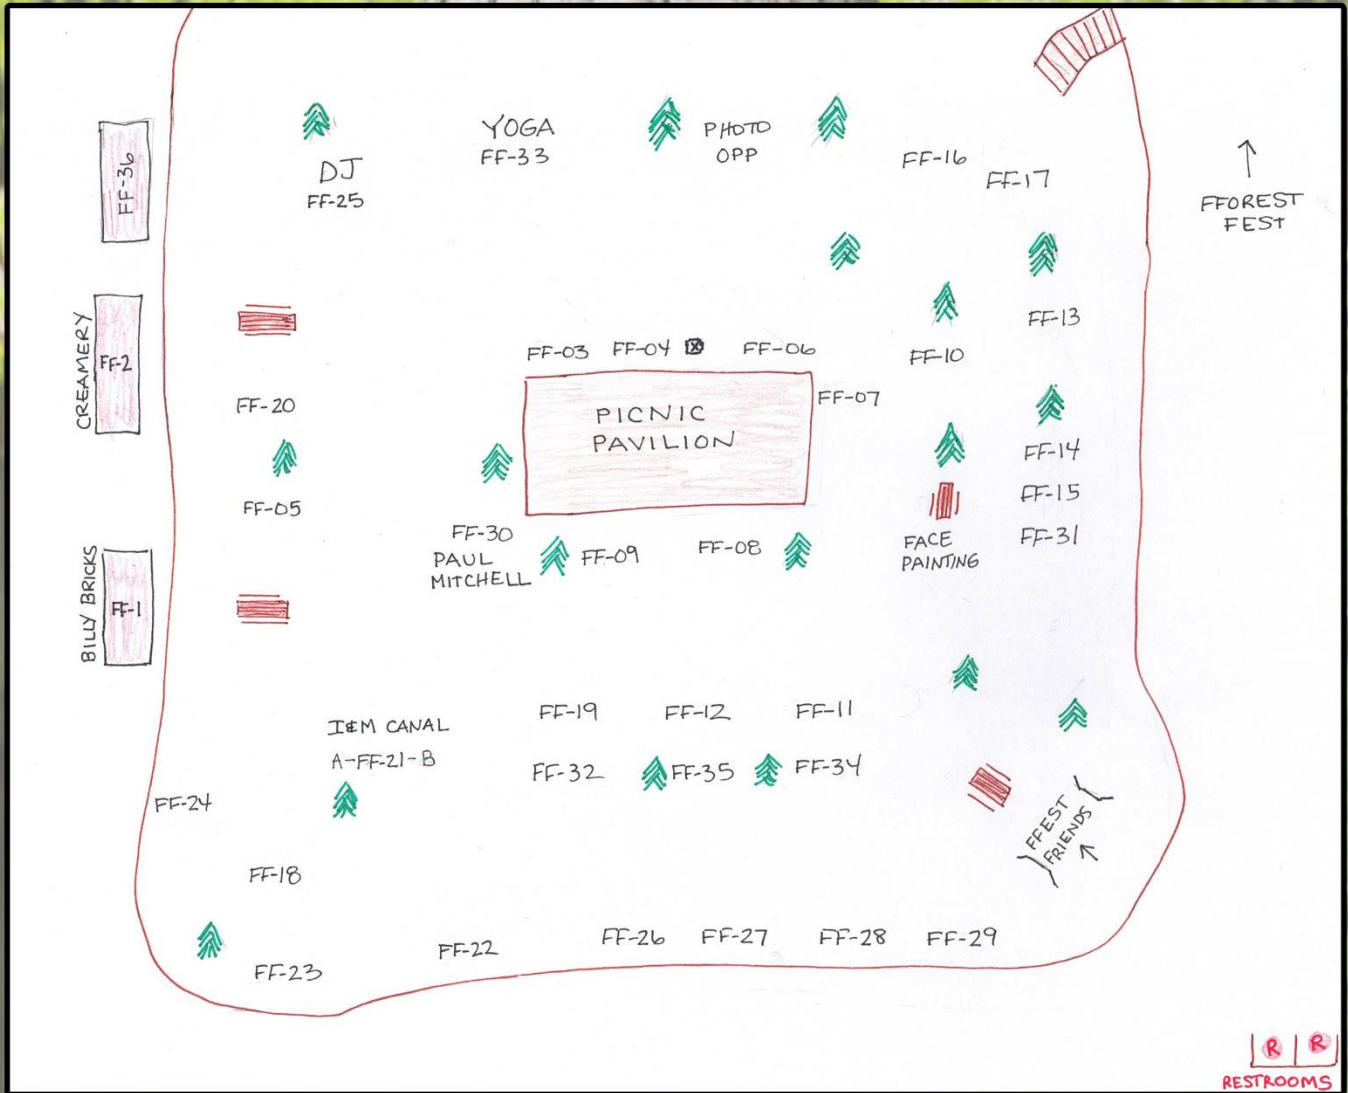 YOGA
FF-33
PHOTO
OPP
DJ
FF-25
FF-16
FF-17
FF-36
FFOREST
FEST
FF-13
CREAMERY
FF-2
FF-03 FF-04 X FF-06
FF-10
FF-20
FF-07
PICNIC
PAVILION
FF-14
FF-15
FF-31
FF-05
FF-30
PAUL
MITCHELL
FF-09
FF-08
FACE
PAINTING
BILLY BRICKS
FF-1
I&M CANAL
A-FF-21-B
FF-19 FF-12 FF-11
FF-32 FF-35 FF-34
FF-24
FFEST
FRIENDS
FF-18
FF-22
FF-26 FF-27 FF-28 FF-29
FF-23
R R
RESTROOMS